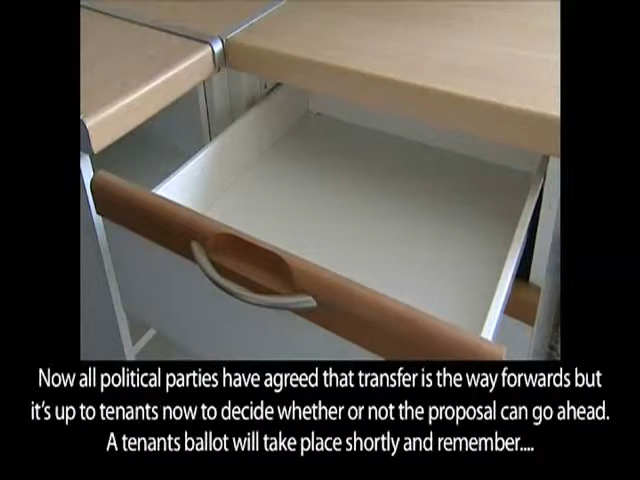 Now all political parties have agreed that transfer is the way forwards but
it's up to tenants now to decide whether or not the proposal can go ahead.
A tenants ballot will take place shortly and remember....